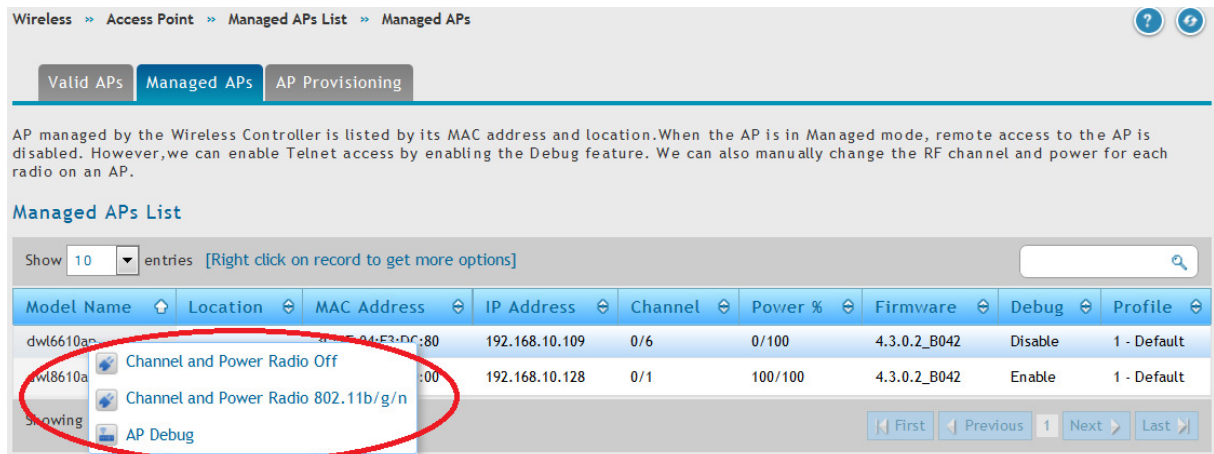 Wireless » Access Point » Managed APs List » Managed APs
Valid APs Managed APs AP Provisioning
AP managed by the Wireless Controller is listed by its MAC address and location.When the AP is in Managed mode, remote access to the AP is
disabled. However,we can enable Telnet access by enabling the Debug feature. We can also manually change the RF channel and power for each
radio on an AP.
Managed APs List
Show 10 entries [Right click on record to get more options]
Model Name Location MAC Address IP Address Channel Power % Firmware Debug Profile
dwl6610ap 192.168.10.109 0/6 0/100 4.3.0.2_B042 Disable 1 - Default
Channel and Power Radio Off
dwl8610a :00 192.168.10.128 0/1 100/100 4.3.0.2_B042 Enable 1 - Default
Channel and Power Radio 802.11b/g/n
Showing First Previous 1 Next Last
AP Debug